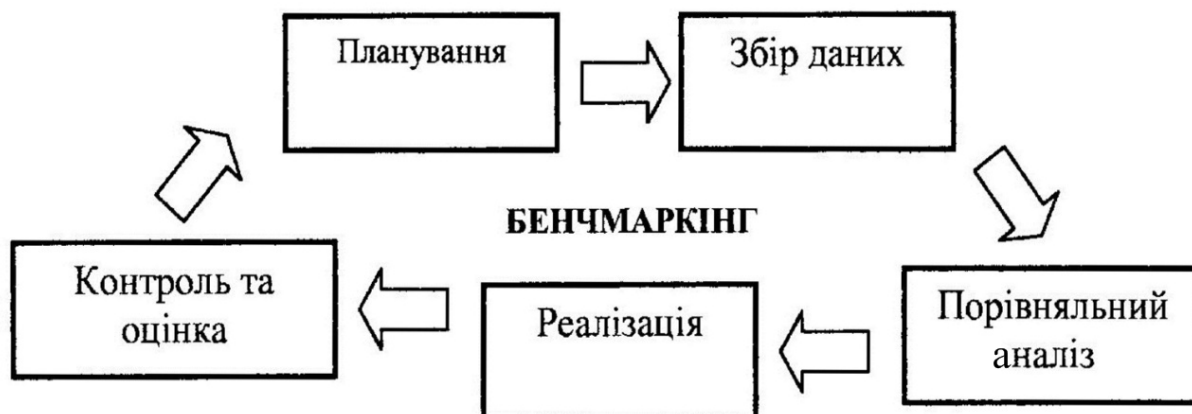 Планування
Збір даних
БЕНЧМАРКІНГ
Контроль та
оцінка
Реалізація
Порівняльний
аналіз